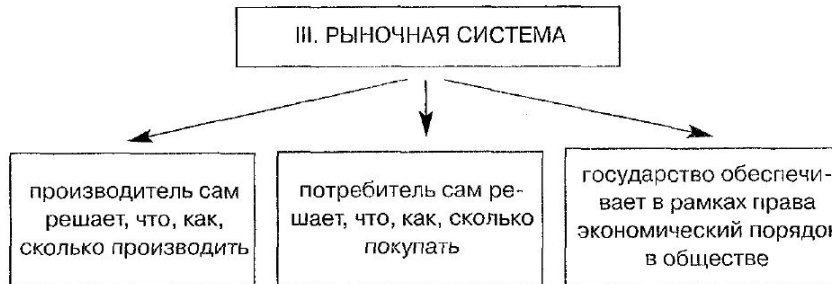 III. РЫНОЧНАЯ СИСТЕМА
производитель сам
решает, что, как,
сколько производить
потребитель сам ре-
шает, что, как, сколько
покупать
государство обеспечи-
вает в рамках права
экономический порядок
в обществе